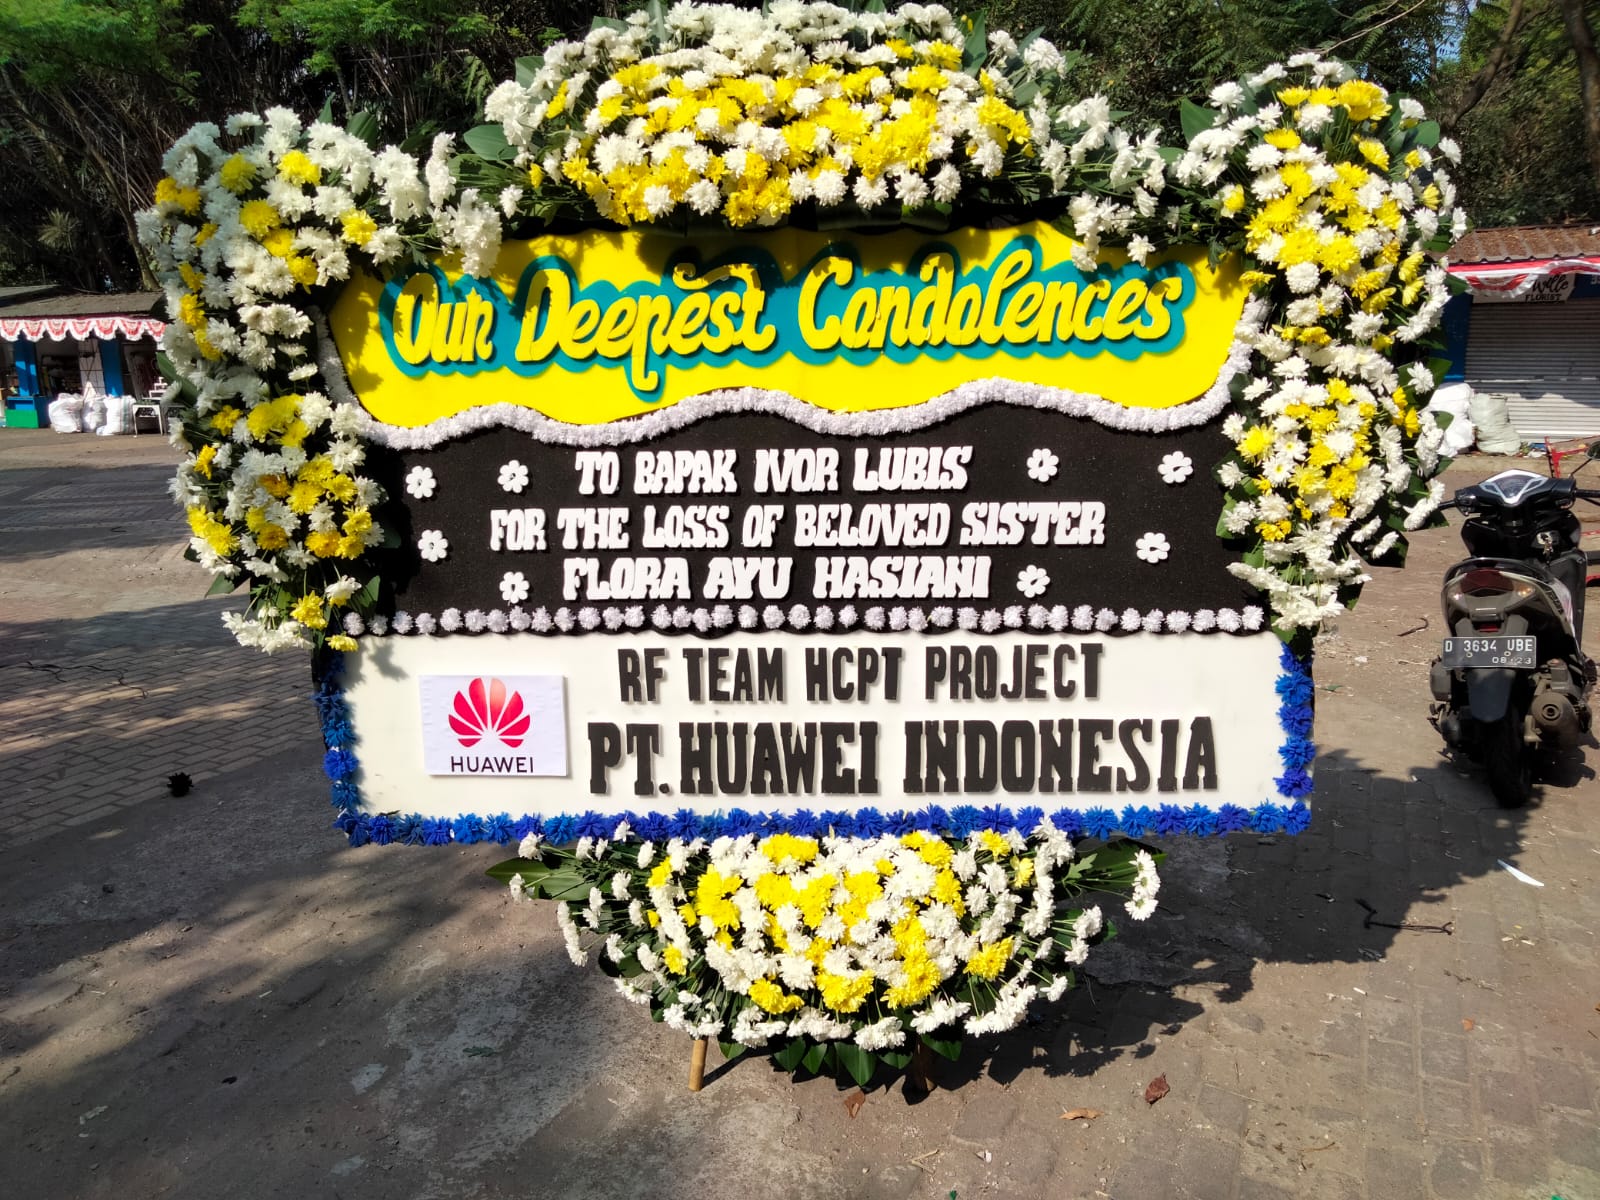 Our Deepest Condolences
TO BAPAK IVOR LUBIS
FOR THE LOSS OF BELOVED SISTER
FLORA AYU HASIANI
RF TEAM HCPT PROJECT
PT. HUAWEI INDONESIA
HUAWEI
FLORIST
D 3634 UBE